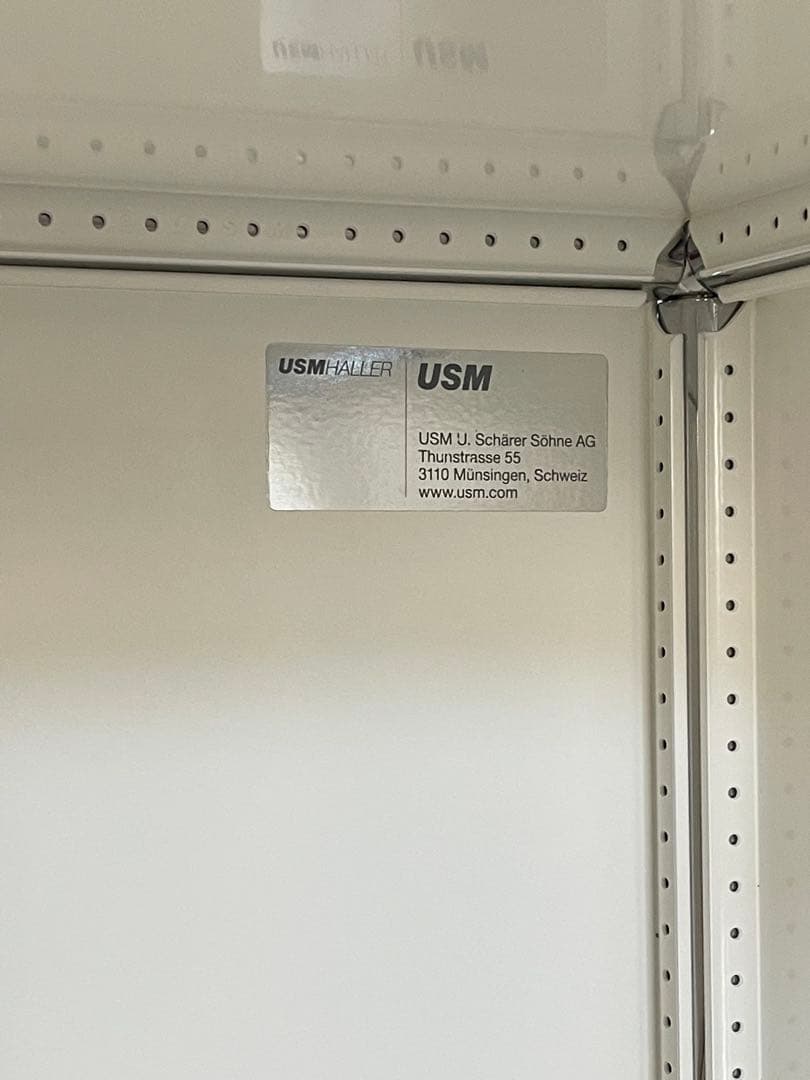 USMHALLER
USM
USM U. Schärer Söhne AG
Thunstrasse 55
3110 Münsingen, Schweiz
www.usm.com